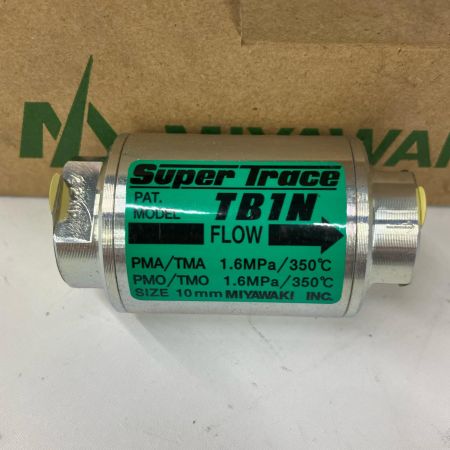 MIYAWAKI
Super Trace
PAT.
MODEL TB1N
FLOW
PMA/TMA 1.6MPa/350℃
PMO/TMO 1.6MPa/350℃
SIZE 10mm MIYAWAKI INC.